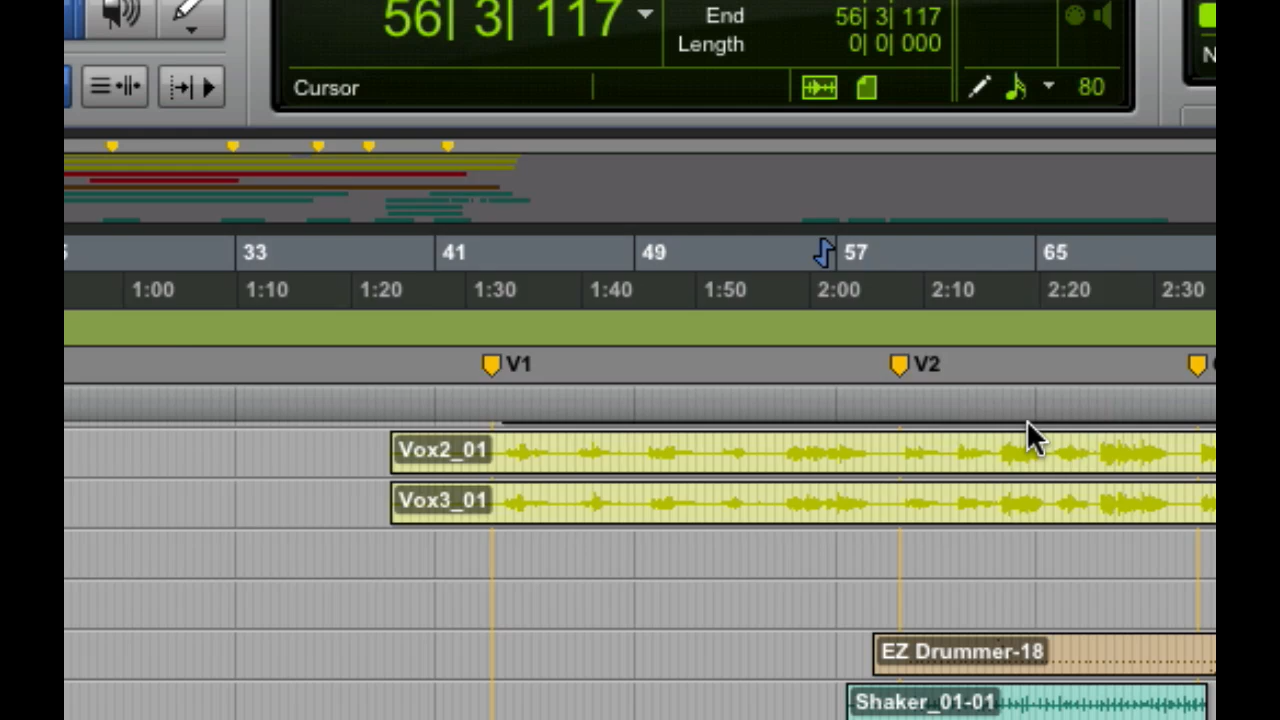 56| 3| 117
End 56| 3| 117
Length 0| 0| 000
N
Cursor
80
33 41 49 57 65
1:00 1:10 1:20 1:30 1:40 1:50 2:00 2:10 2:20 2:30
V1 V2
Vox2_01
Vox3_01
EZ Drummer-18
Shaker_01-01